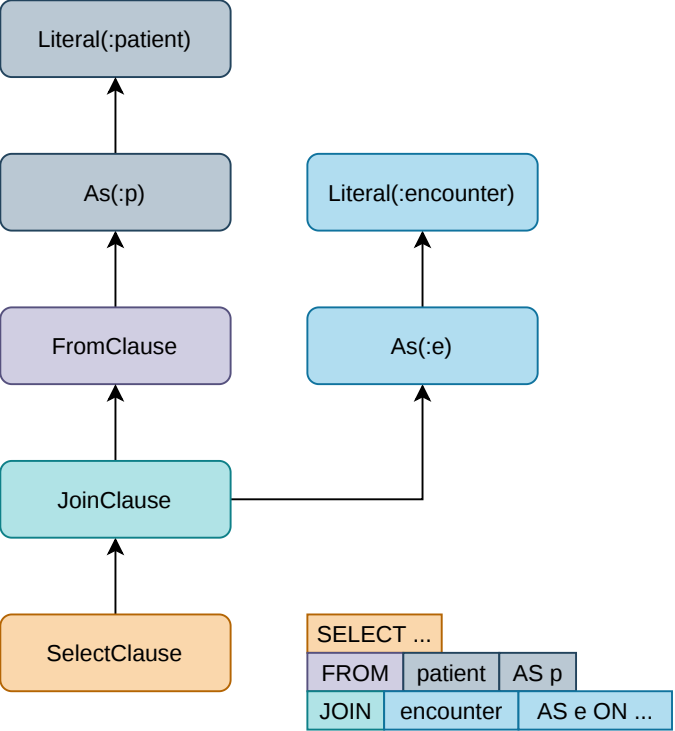 Literal(:patient)
As(:p)
Literal(:encounter)
FromClause
As(:e)
JoinClause
SelectClause
SELECT ...
FROM patient AS p
JOIN encounter AS e ON ...